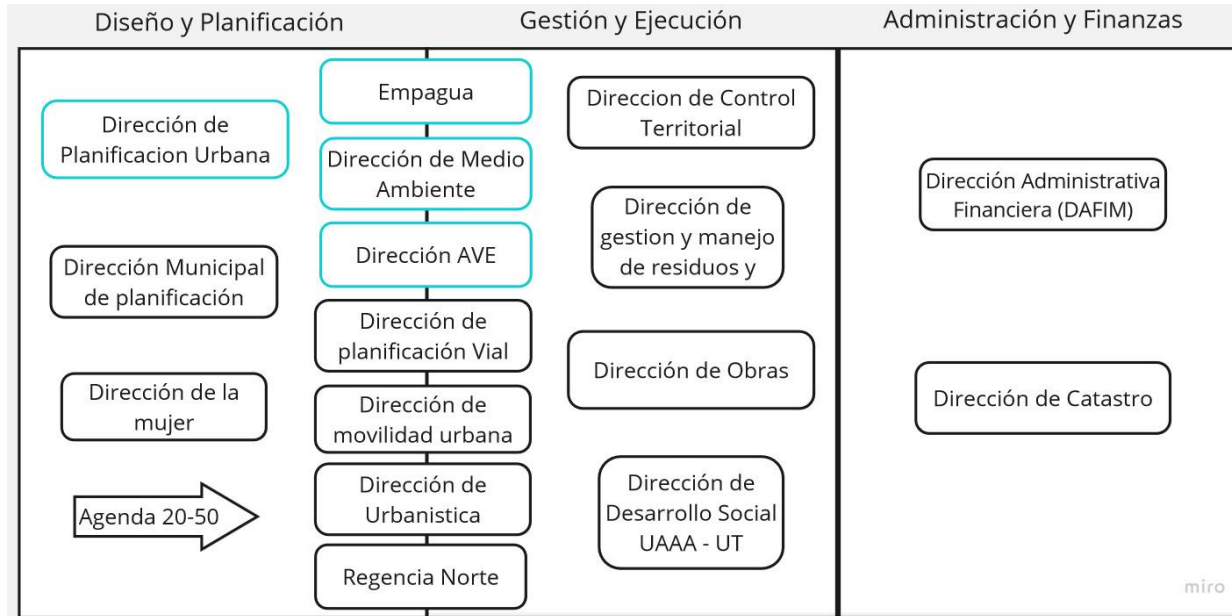 Diseño y Planificación
Gestión y Ejecución
Administración y Finanzas
Dirección de
Planificacion Urbana
Dirección Municipal
de planificación
Dirección de la
mujer
Agenda 20-50
Empagua
Dirección de Medio
Ambiente
Dirección AVE
Dirección de
planificación Vial
Dirección de
movilidad urbana
Dirección de
Urbanistica
Regencia Norte
Direccion de Control
Territorial
Dirección de
gestion y manejo
de residuos y
Dirección de Obras
Dirección de
Desarrollo Social
UAAA - UT
Dirección Administrativa
Financiera (DAFIM)
Dirección de Catastro
miro